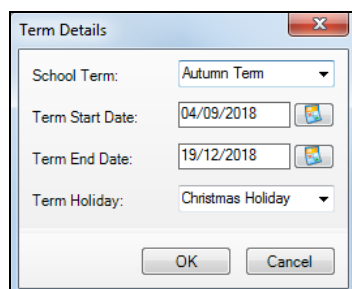 Term Details
School Term: Autumn Term
Term Start Date: 04/09/2018
Term End Date: 19/12/2018
Term Holiday: Christmas Holiday
OK Cancel